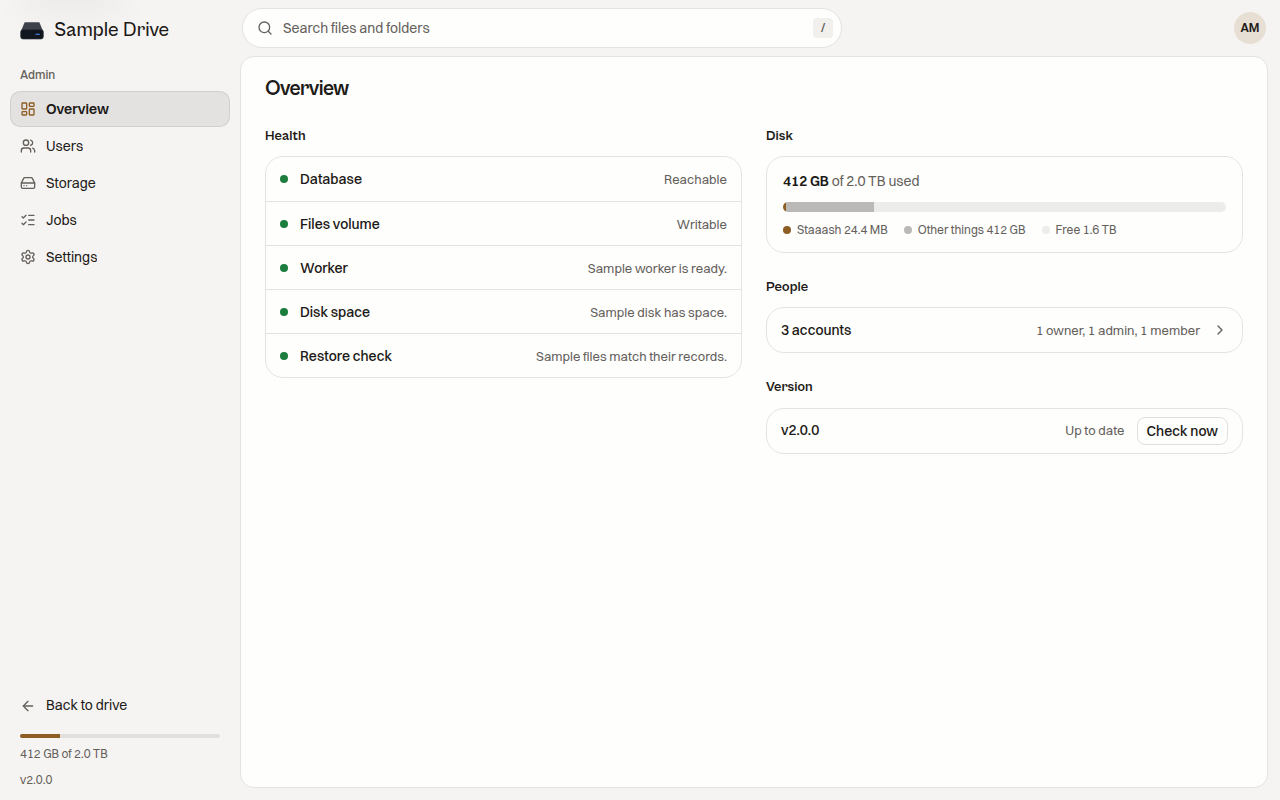 Sample Drive
Search files and folders
/
AM
Admin
Overview
Users
Storage
Jobs
Settings
Back to drive
412 GB of 2.0 TB
v2.0.0
Overview
Health
Database
Reachable
Files volume
Writable
Worker
Sample worker is ready.
Disk space
Sample disk has space.
Restore check
Sample files match their records.
Disk
412 GB of 2.0 TB used
Staaash 24.4 MB
Other things 412 GB
Free 1.6 TB
People
3 accounts
1 owner, 1 admin, 1 member
Version
v2.0.0
Up to date
Check now